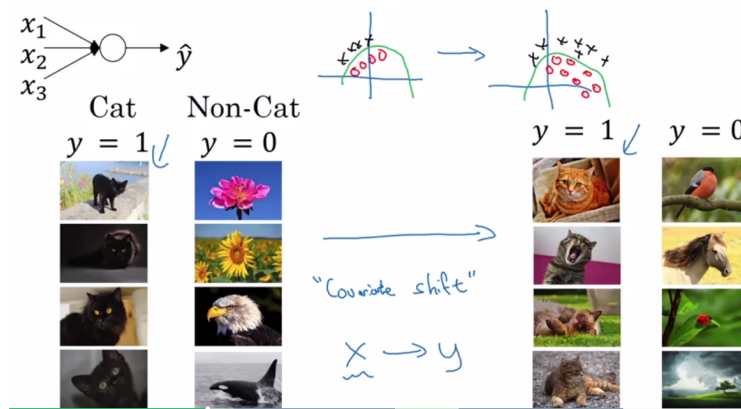 x₁
x₂
x₃
ŷ
Cat Non-Cat
y = 1 y = 0
y = 1 y = 0
"Covariate shift"
x → y